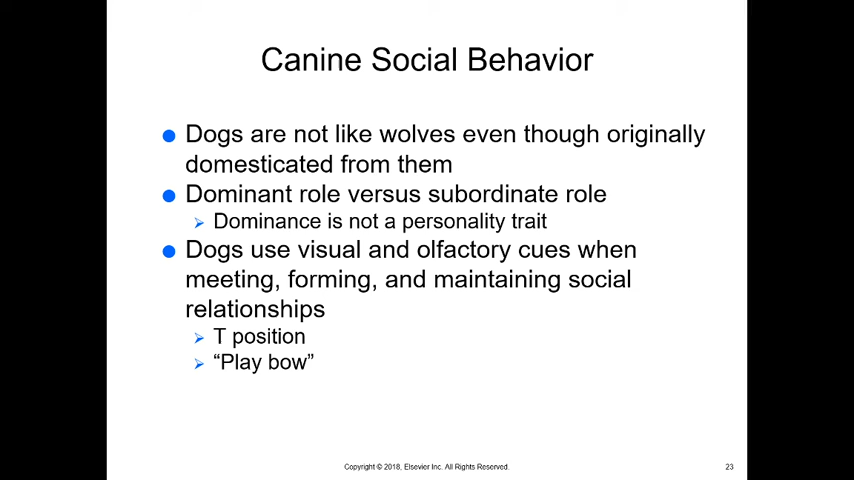 Canine Social Behavior
Dogs are not like wolves even though originally
domesticated from them
Dominant role versus subordinate role
Dominance is not a personality trait
Dogs use visual and olfactory cues when
meeting, forming, and maintaining social
relationships
T position
“Play bow”
Copyright © 2018, Elsevier Inc. All Rights Reserved.
23